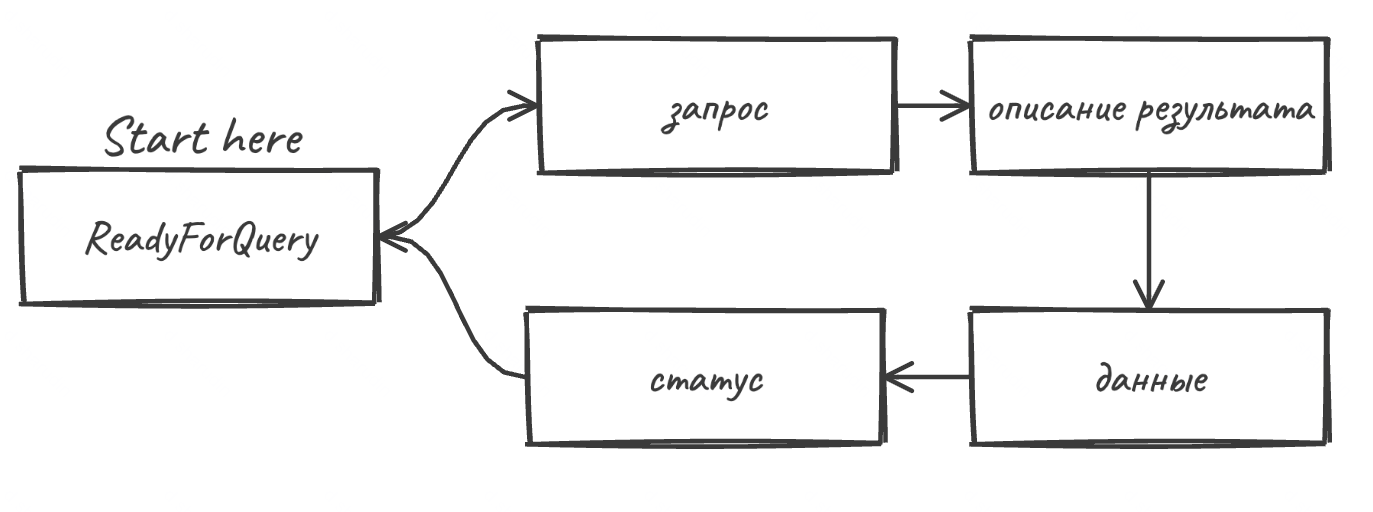 Start here
ReadyForQuery
запрос
описание результата
данные
статус